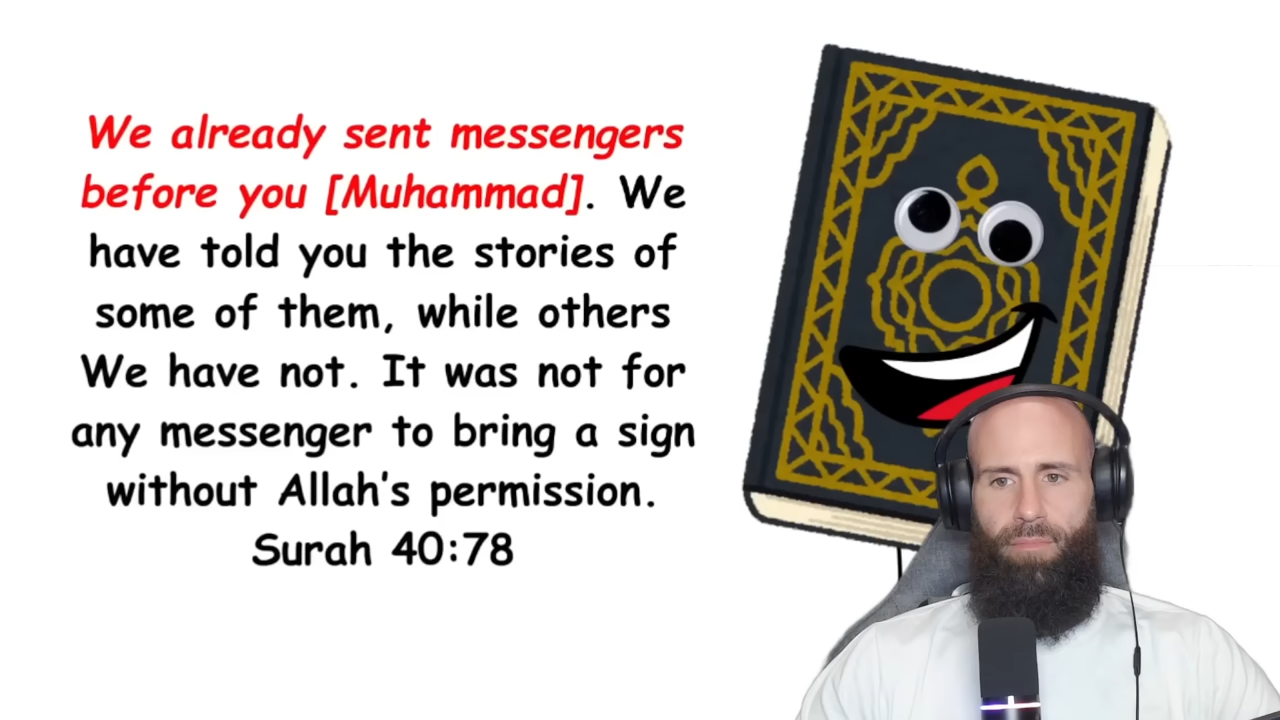 We already sent messengers
before you [Muhammad]. We
have told you the stories of
some of them, while others
We have not. It was not for
any messenger to bring a sign
without Allah's permission.
Surah 40:78